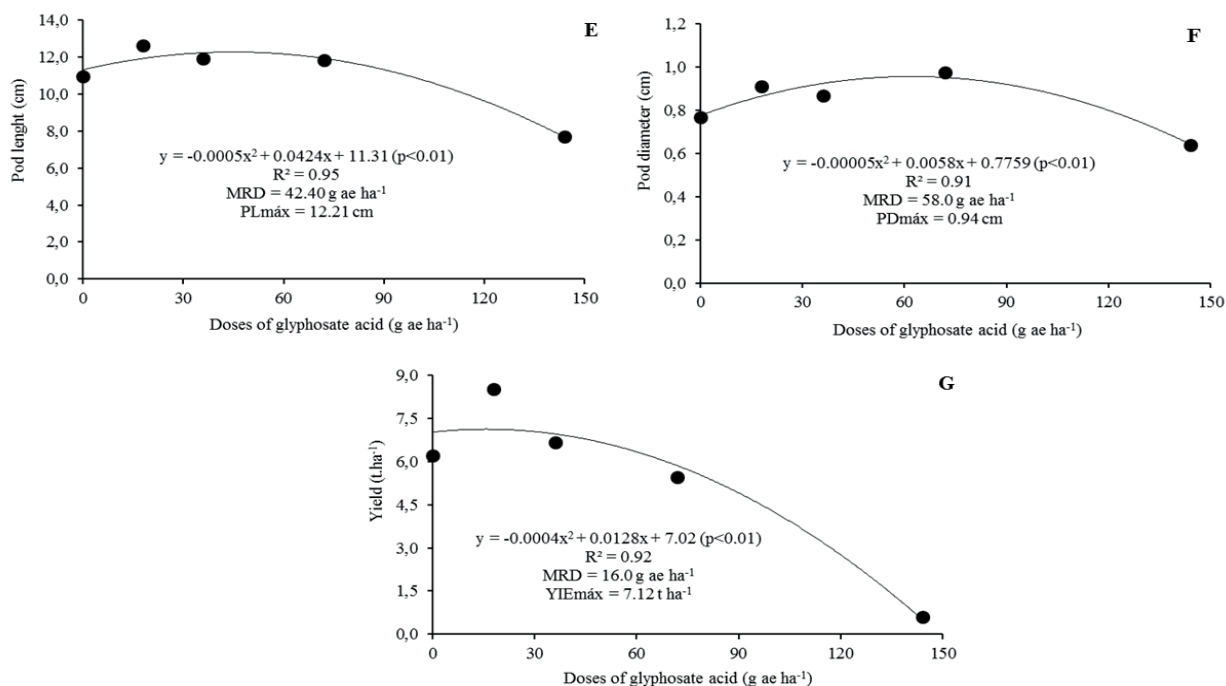 E
14,0
12,0
10,0
8,0
6,0
4,0
2,0
0,0
Pod lenght (cm)
y = -0.0005x² + 0.0424x + 11.31 (p<0.01)
R² = 0.95
MRD = 42.40 g ae ha⁻¹
PLmáx = 12.21 cm
0 30 60 90 120 150
Doses of glyphosate acid (g ae ha⁻¹)
F
1,2
1,0
0,8
0,6
0,4
0,2
0,0
Pod diameter (cm)
y = -0.00005x² + 0.0058x + 0.7759 (p<0.01)
R² = 0.91
MRD = 58.0 g ae ha⁻¹
PDmáx = 0.94 cm
0 30 60 90 120 150
Doses of glyphosate acid (g ae ha⁻¹)
G
9,0
7,5
6,0
4,5
3,0
1,5
0,0
Yield (t.ha⁻¹)
y = -0.0004x² + 0.0128x + 7.02 (p<0.01)
R² = 0.92
MRD = 16.0 g ae ha⁻¹
YIEmáx = 7.12 t ha⁻¹
0 30 60 90 120 150
Doses of glyphosate acid (g ae ha⁻¹)